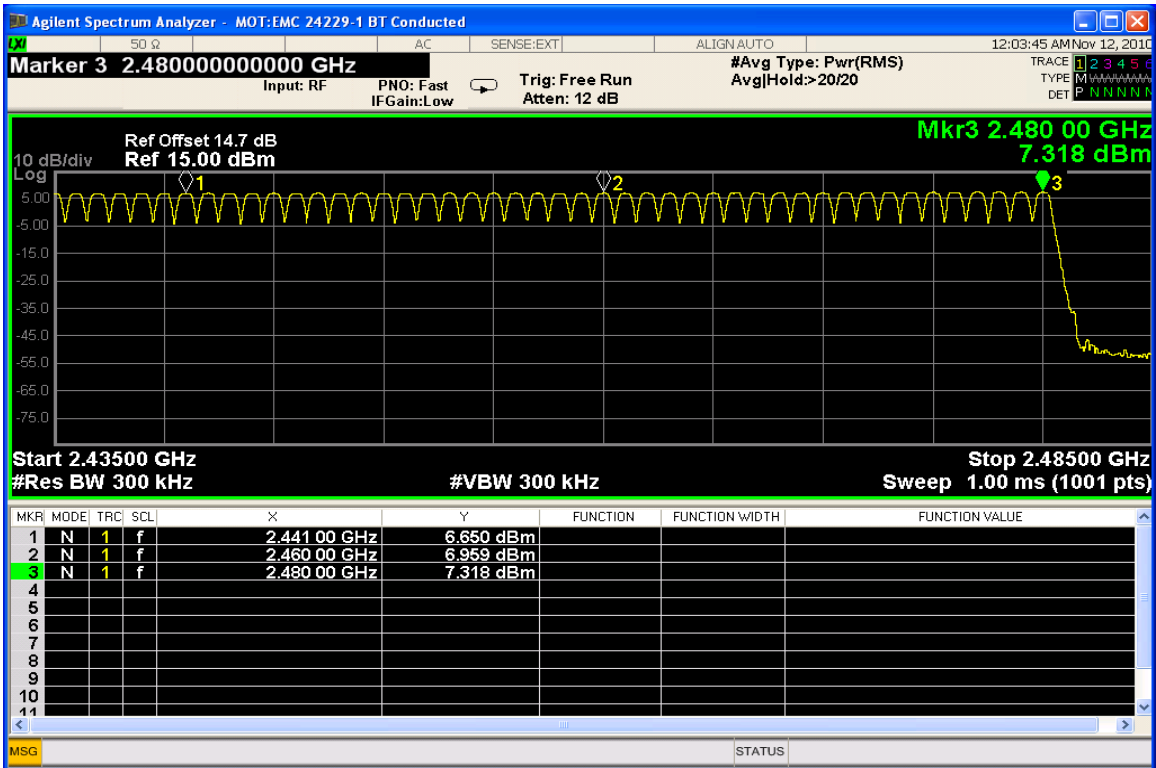 Agilent Spectrum Analyzer - MOT:EMC 24229-1 BT Conducted
LXI 50 Ω AC SENSE:EXT ALIGNAUTO 12:03:45 AM Nov 12, 2010
Marker 3 2.480000000000 GHz #Avg Type: Pwr(RMS) TRACE 1 2 3 4 5 6
Input: RF PNO: Fast Trig: Free Run Avg|Hold:>20/20 TYPE M
IFGain:Low Atten: 12 dB DET P N N N N N
Mkr3 2.480 00 GHz
Ref Offset 14.7 dB
10 dB/div Ref 15.00 dBm 7.318 dBm
Log
1 2 3
5.00
-5.00
-15.0
-25.0
-35.0
-45.0
-55.0
-65.0
-75.0
Start 2.43500 GHz Stop 2.48500 GHz
#Res BW 300 kHz #VBW 300 kHz Sweep 1.00 ms (1001 pts)
MKR MODE TRC SCL X Y FUNCTION FUNCTION WIDTH FUNCTION VALUE
1 N 1 f 2.441 00 GHz 6.650 dBm
2 N 1 f 2.460 00 GHz 6.959 dBm
3 N 1 f 2.480 00 GHz 7.318 dBm
4
5
6
7
8
9
10
11
MSG STATUS